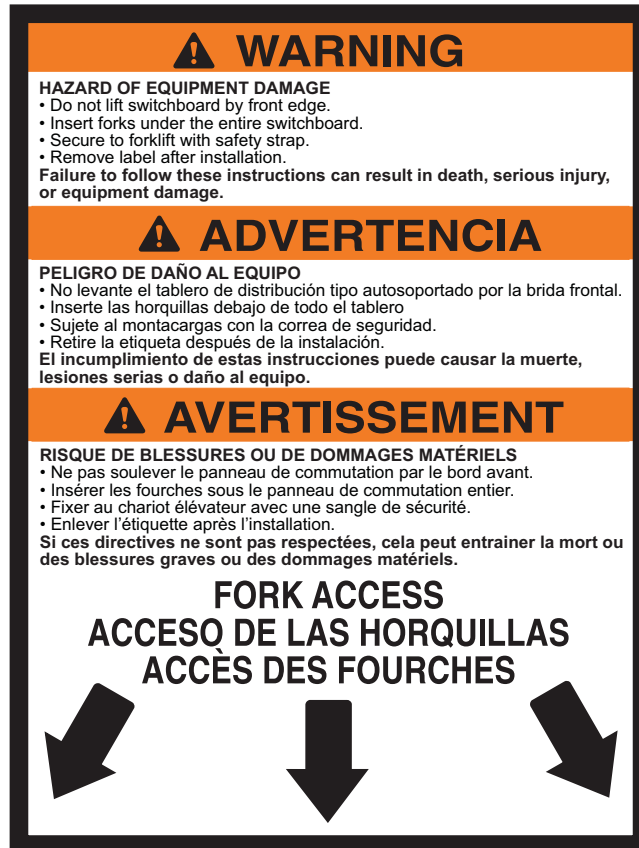 WARNING
HAZARD OF EQUIPMENT DAMAGE
• Do not lift switchboard by front edge.
• Insert forks under the entire switchboard.
• Secure to forklift with safety strap.
• Remove label after installation.
Failure to follow these instructions can result in death, serious injury,
or equipment damage.
ADVERTENCIA
PELIGRO DE DAÑO AL EQUIPO
• No levante el tablero de distribución tipo autosoportado por la brida frontal.
• Inserte las horquillas debajo de todo el tablero
• Sujete al montacargas con la correa de seguridad.
• Retire la etiqueta después de la instalación.
El incumplimiento de estas instrucciones puede causar la muerte,
lesiones serias o daño al equipo.
AVERTISSEMENT
RISQUE DE BLESSURES OU DE DOMMAGES MATÉRIELS
• Ne pas soulever le panneau de commutation par le bord avant.
• Insérer les fourches sous le panneau de commutation entier.
• Fixer au chariot élévateur avec une sangle de sécurité.
• Enlever l’étiquette après l’installation.
Si ces directives ne sont pas respectées, cela peut entrainer la mort ou
des blessures graves ou des dommages matériels.
FORK ACCESS
ACCESO DE LAS HORQUILLAS
ACCÈS DES FOURCHES